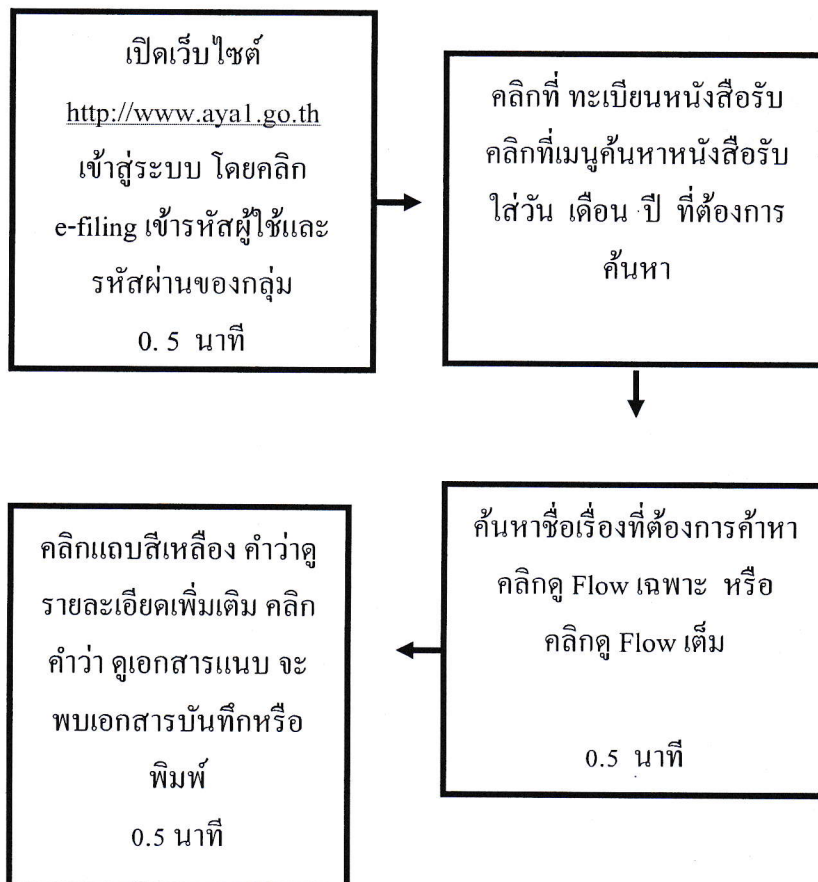 เปิดเว็บไซต์
http://www.aya1.go.th
เข้าสู่ระบบ โดยคลิก
e-filing เข้ารหัสผู้ใช้และ
รหัสผ่านของกลุ่ม
0. 5 นาที
คลิกที่ ทะเบียนหนังสือรับ
คลิกที่เมนูค้นหาหนังสือรับ
ใส่วัน เดือน ปี ที่ต้องการ
ค้นหา
ค้นหาชื่อเรื่องที่ต้องการค้าหา
คลิกดู Flow เฉพาะ หรือ
คลิกดู Flow เต็ม
0.5 นาที
คลิกแถบสีเหลือง คำว่าดู
รายละเอียดเพิ่มเติม คลิก
คำว่า ดูเอกสารแนบ จะ
พบเอกสารบันทึกหรือ
พิมพ์
0.5 นาที